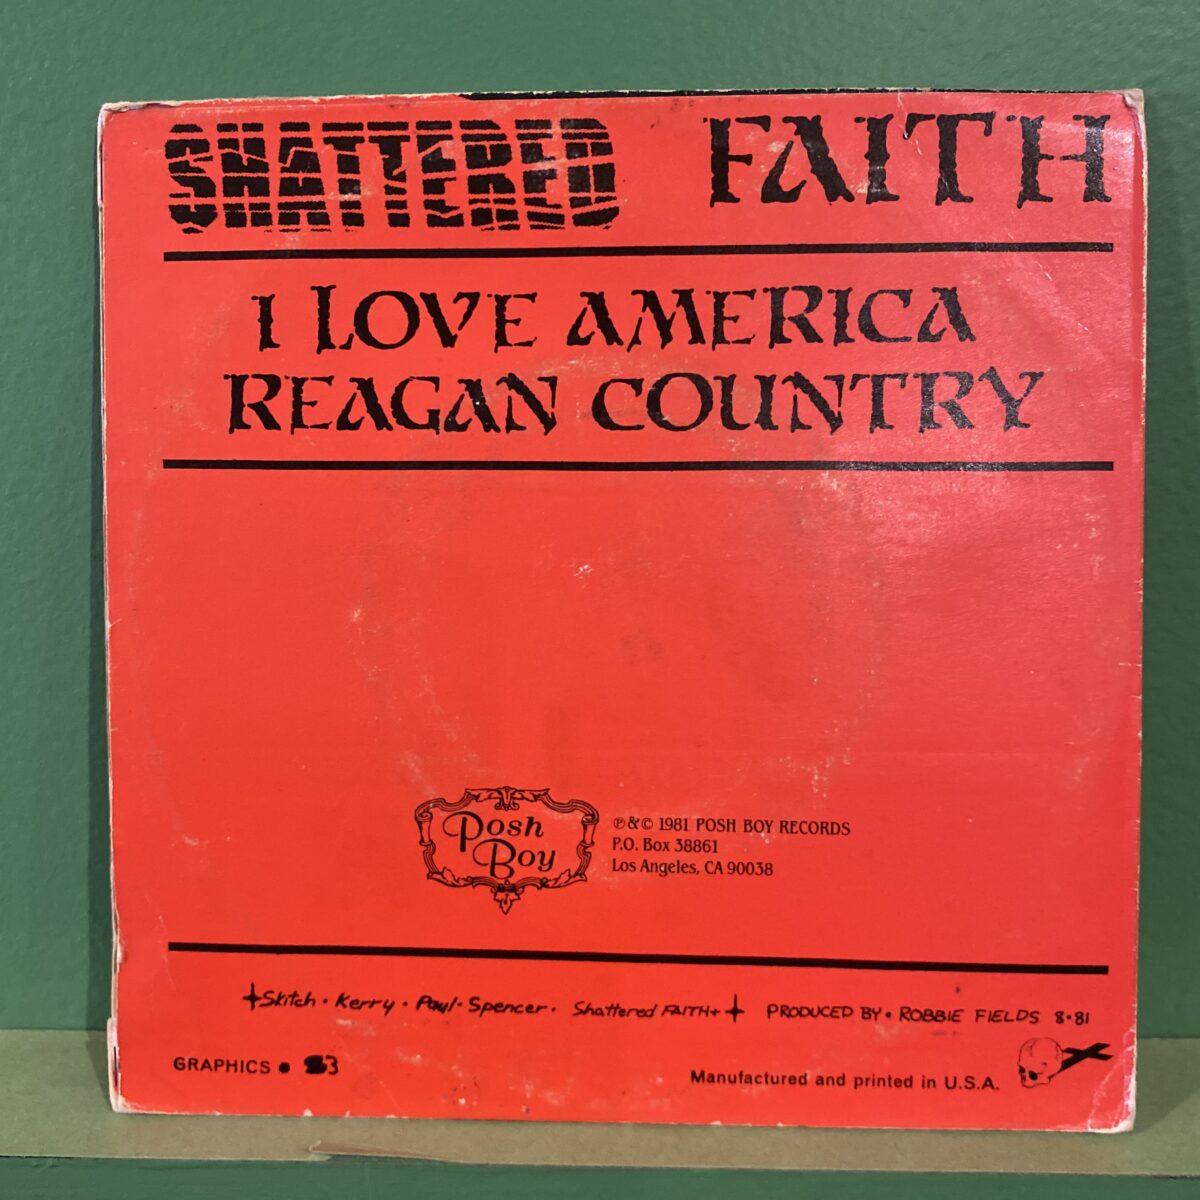 SHATTERED FAITH
I LOVE AMERICA
REAGAN COUNTRY
Posh Boy
℗ & © 1981 POSH BOY RECORDS
P.O. Box 38861
Los Angeles, CA 90038
Skitch • Kerry • Paul • Spencer • Shattered FAITH+ PRODUCED BY • ROBBIE FIELDS 8•81
GRAPHICS • 3
Manufactured and printed in U.S.A.